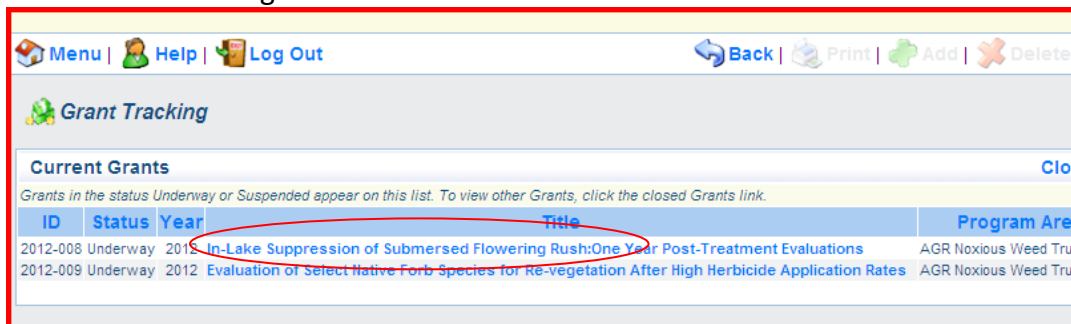 Menu | Help | Log Out Back | Print | Add | Delete
Grant Tracking
Current Grants Clo
Grants in the status Underway or Suspended appear on this list. To view other Grants, click the closed Grants link.
ID Status Year Title Program Are
2012-008 Underway 2012 In-Lake Suppression of Submersed Flowering Rush:One Year Post-Treatment Evaluations AGR Noxious Weed Tru
2012-009 Underway 2012 Evaluation of Select Native Forb Species for Re-vegetation After High Herbicide Application Rates AGR Noxious Weed Tru